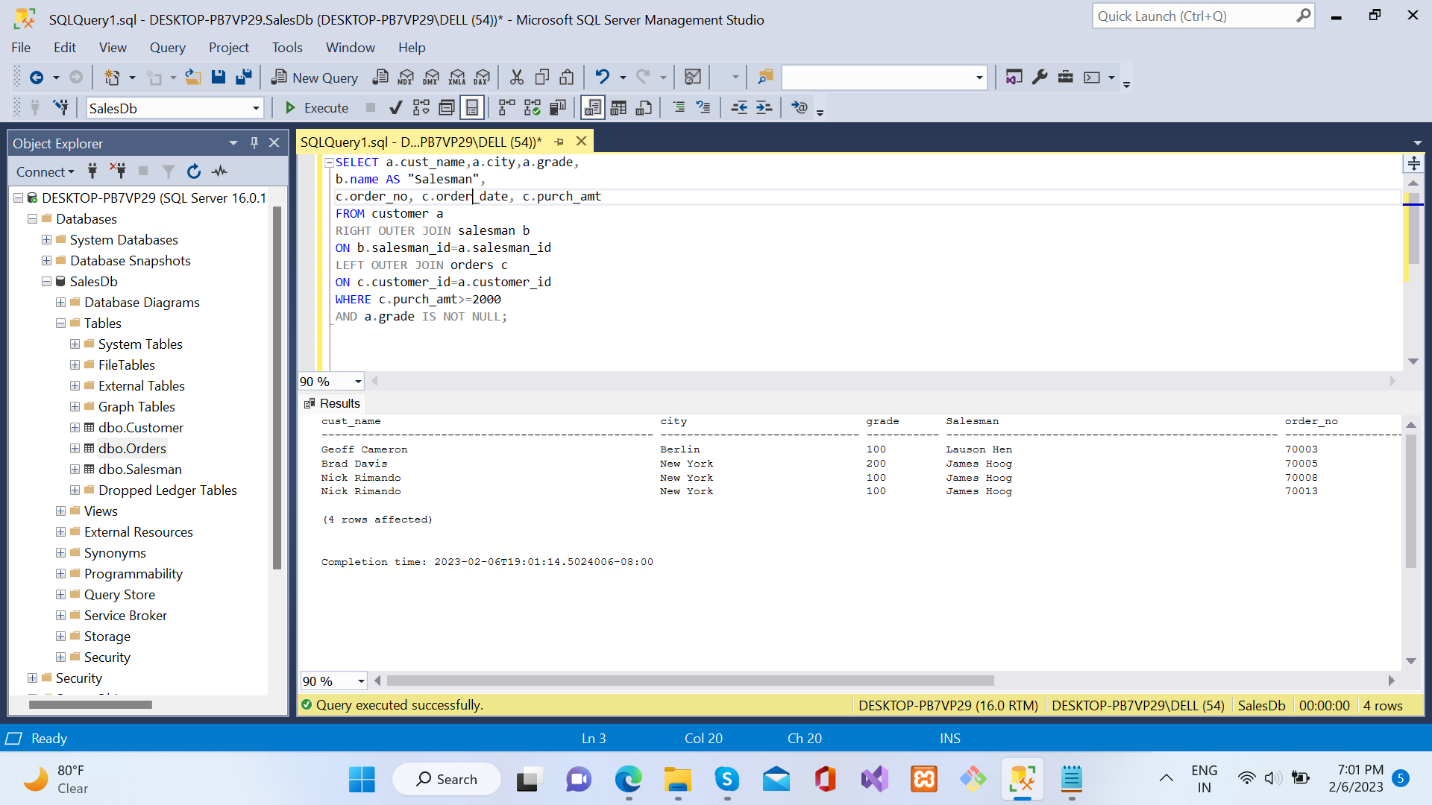 SQLQuery1.sql - DESKTOP-PB7VP29.SalesDb (DESKTOP-PB7VP29\DELL (54))* - Microsoft SQL Server Management Studio
Quick Launch (Ctrl+Q)
File Edit View Query Project Tools Window Help
New Query MDX DMX XMLA DAX
SalesDb Execute
Object Explorer
Connect
DESKTOP-PB7VP29 (SQL Server 16.0.1
Databases
System Databases
Database Snapshots
SalesDb
Database Diagrams
Tables
System Tables
FileTables
External Tables
Graph Tables
dbo.Customer
dbo.Orders
dbo.Salesman
Dropped Ledger Tables
Views
External Resources
Synonyms
Programmability
Query Store
Service Broker
Storage
Security
Security
SQLQuery1.sql - D...PB7VP29\DELL (54))*
SELECT a.cust_name,a.city,a.grade,
b.name AS "Salesman",
c.order_no, c.order_date, c.purch_amt
FROM customer a
RIGHT OUTER JOIN salesman b
ON b.salesman_id=a.salesman_id
LEFT OUTER JOIN orders c
ON c.customer_id=a.customer_id
WHERE c.purch_amt>=2000
AND a.grade IS NOT NULL;
90 %
Results
cust_name city grade Salesman order_no
Geoff Cameron Berlin 100 Lauson Hen 70003
Brad Davis New York 200 James Hoog 70005
Nick Rimando New York 100 James Hoog 70008
Nick Rimando New York 100 James Hoog 70013
(4 rows affected)
Completion time: 2023-02-06T19:01:14.5024006-08:00
90 %
Query executed successfully. DESKTOP-PB7VP29 (16.0 RTM) DESKTOP-PB7VP29\DELL (54) SalesDb 00:00:00 4 rows
Ready Ln 3 Col 20 Ch 20 INS
80°F
Clear
Search
ENG
IN
7:01 PM
2/6/2023
5